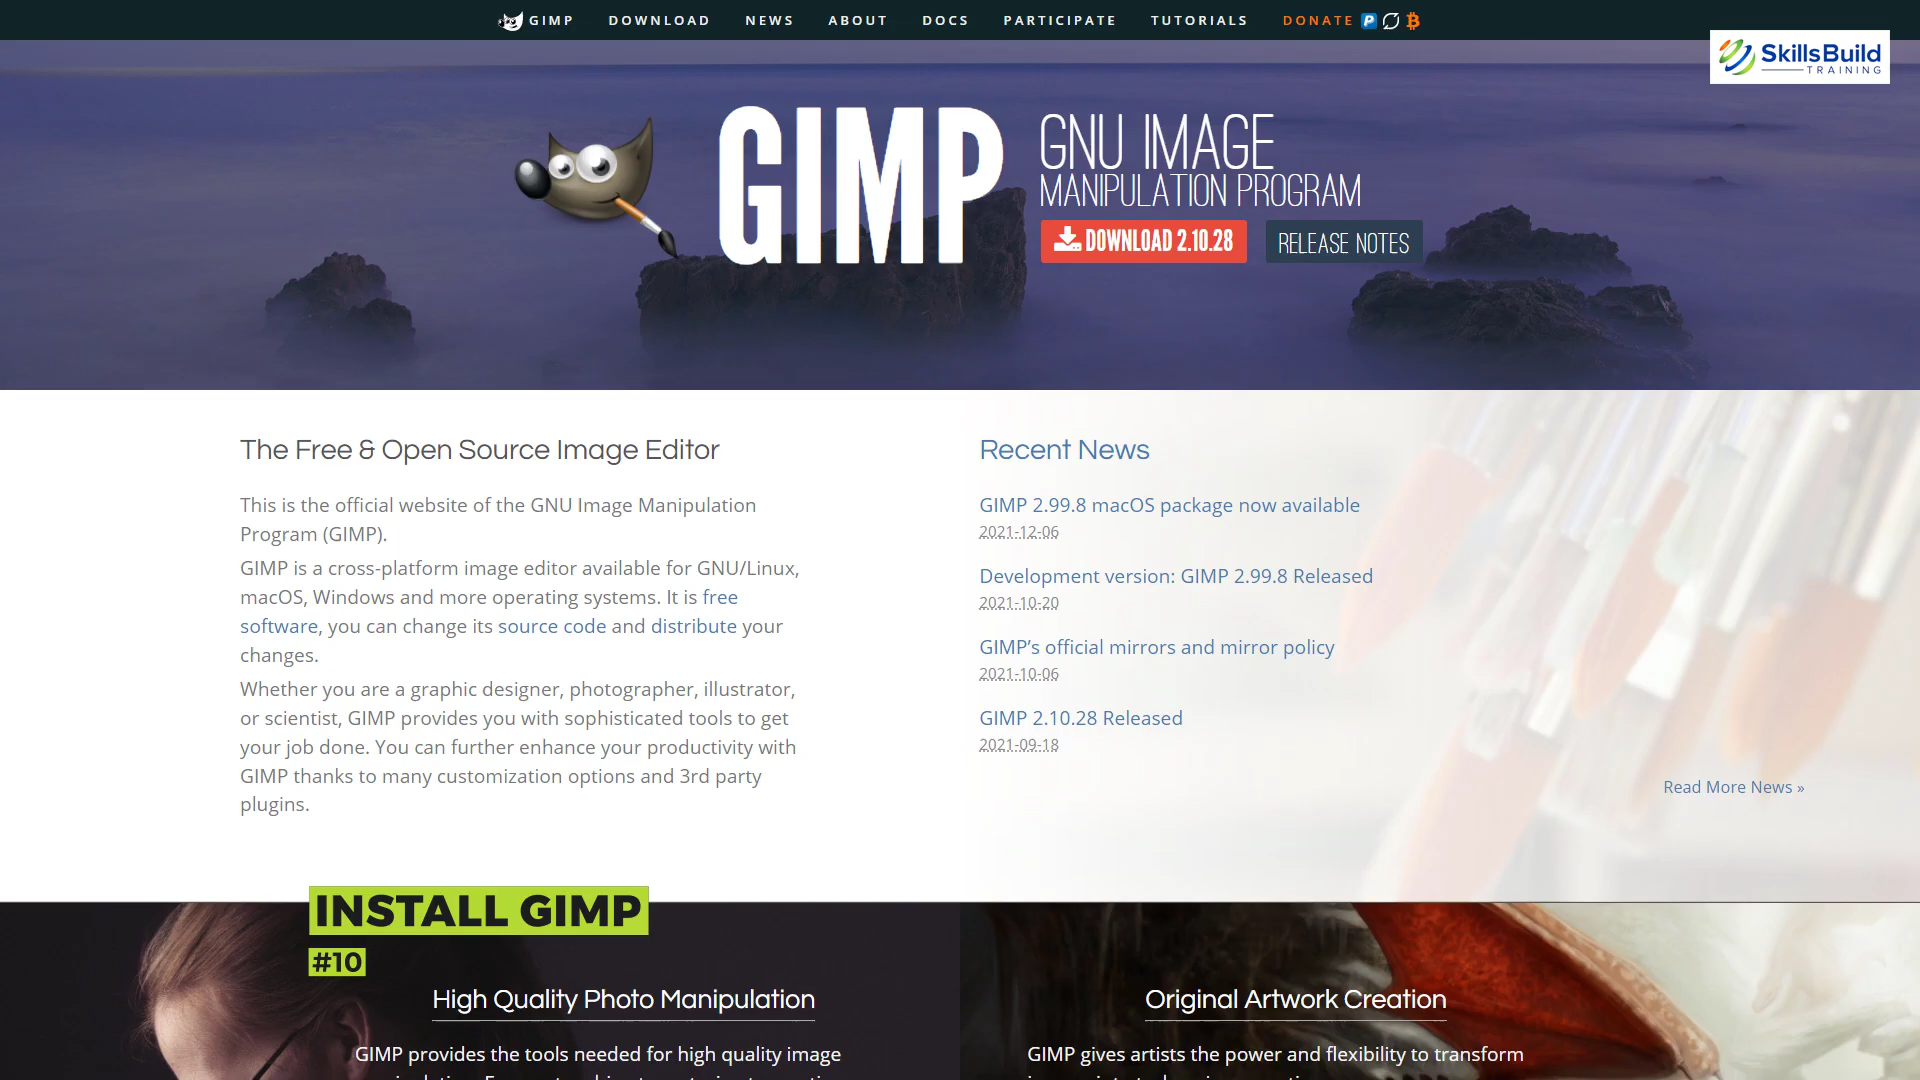 GIMP DOWNLOAD NEWS ABOUT DOCS PARTICIPATE TUTORIALS DONATE
SkillsBuild
TRAINING
GIMP
GNU IMAGE
MANIPULATION PROGRAM
DOWNLOAD 2.10.28
RELEASE NOTES
The Free & Open Source Image Editor
This is the official website of the GNU Image Manipulation
Program (GIMP).
GIMP is a cross-platform image editor available for GNU/Linux,
macOS, Windows and more operating systems. It is free
software, you can change its source code and distribute your
changes.
Whether you are a graphic designer, photographer, illustrator,
or scientist, GIMP provides you with sophisticated tools to get
your job done. You can further enhance your productivity with
GIMP thanks to many customization options and 3rd party
plugins.
Recent News
GIMP 2.99.8 macOS package now available
2021-12-06
Development version: GIMP 2.99.8 Released
2021-10-20
GIMP’s official mirrors and mirror policy
2021-10-06
GIMP 2.10.28 Released
2021-09-18
Read More News »
INSTALL GIMP
#10
High Quality Photo Manipulation
GIMP provides the tools needed for high quality image
Original Artwork Creation
GIMP gives artists the power and flexibility to transform